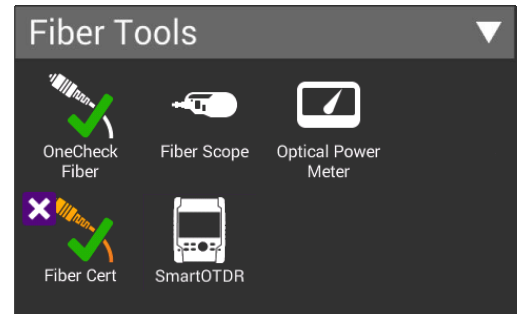 Fiber Tools
OneCheck
Fiber
Fiber Scope
Optical Power
Meter
Fiber Cert
SmartOTDR